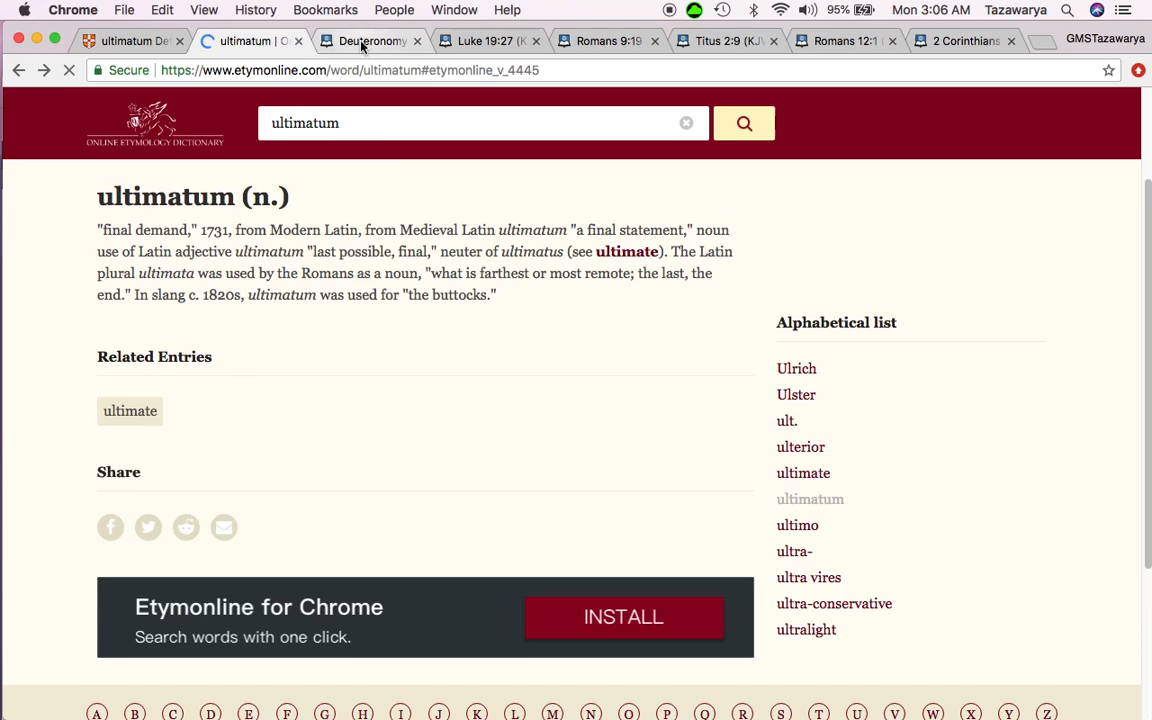 Chrome File Edit View History Bookmarks People Window Help 95% Mon 3:06 AM Tazawarya
ultimatum De ultimatum | O Deuteronomy Luke 19:27 (K Romans 9:19 Titus 2:9 (KJV Romans 12:1 2 Corinthians GMSTazawarya
Secure https://www.etymonline.com/word/ultimatum#etymonline_v_4445
ultimatum
ONLINE ETYMOLOGY DICTIONARY
ultimatum (n.)
"final demand," 1731, from Modern Latin, from Medieval Latin ultimatum "a final statement," noun
use of Latin adjective ultimatum "last possible, final," neuter of ultimatus (see ultimate). The Latin
plural ultimata was used by the Romans as a noun, "what is farthest or most remote; the last, the
end." In slang c. 1820s, ultimatum was used for "the buttocks."
Related Entries
ultimate
Share
Etymonline for Chrome
Search words with one click.
INSTALL
Alphabetical list
Ulrich
Ulster
ult.
ulterior
ultimate
ultimatum
ultimo
ultra-
ultra vires
ultra-conservative
ultralight
A B C D E F G H I J K L M N O P Q R S T U V W X Y Z